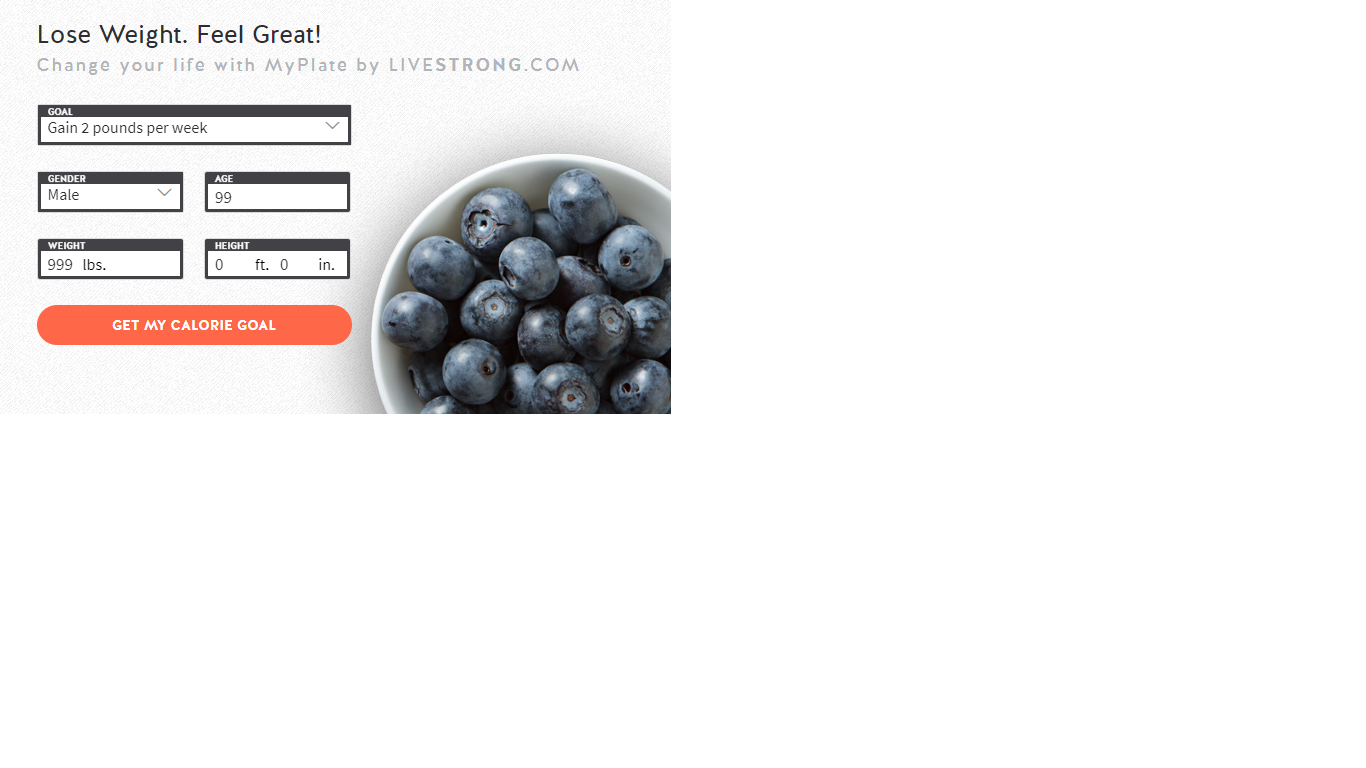 Lose Weight. Feel Great!
Change your life with MyPlate by LIVESTRONG.COM
GOAL
Gain 2 pounds per week
GENDER AGE
Male 99
WEIGHT HEIGHT
999 lbs. 0 ft. 0 in.
GET MY CALORIE GOAL